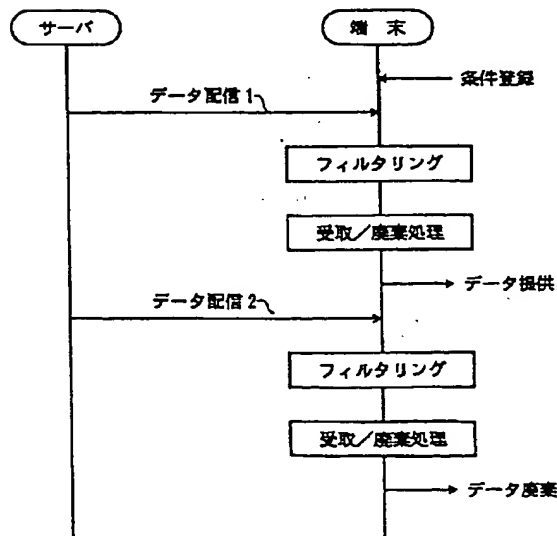 サーバ
端 末
条件登録
データ配信1
フィルタリング
受取/廃棄処理
データ提供
データ配信2
フィルタリング
受取/廃棄処理
データ廃棄